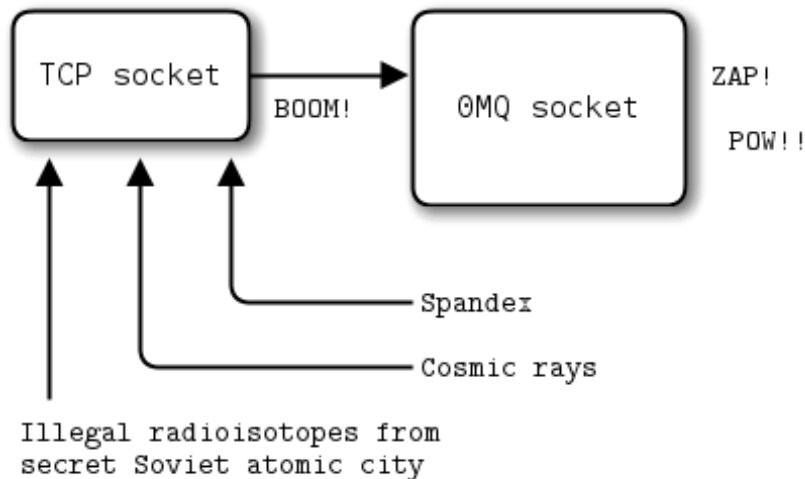 TCP socket
BOOM!
0MQ socket
ZAP!
POW!!
Spandex
Cosmic rays
Illegal radioisotopes from
secret Soviet atomic city